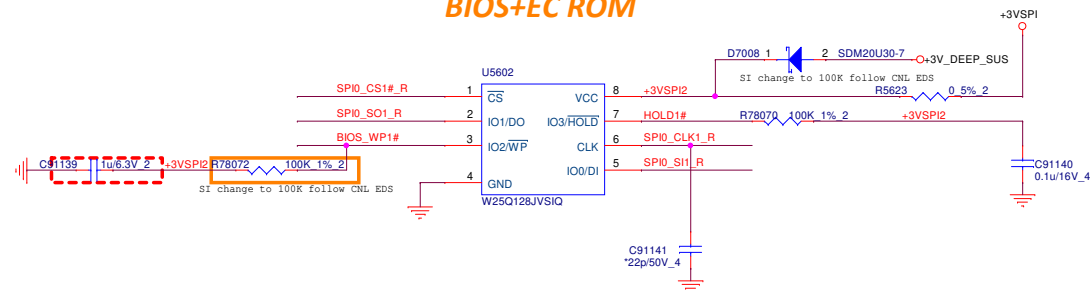 BIOS+EC ROM
+3VSPI
D7008 1 2 SDM20U30-7
+3V_DEEP_SUS
SI change to 100K follow CNL EDS
U5602
R5623 0_5%_2
SPI0_CS1#_R 1 CS VCC 8 +3VSPI2
SPI0_SO1_R 2 IO1/DO IO3/HOLD 7 HOLD1# R78070 100K_1%_2 +3VSPI2
BIOS_WP1# 3 IO2/WP CLK 6 SPI0_CLK1_R
IO0/DI 5 SPI0_SI1_R
C91139 1u/6.3V_2 +3VSPI2 R78072 100K_1%_2
C91140
0.1u/16V_4
SI change to 100K follow CNL EDS
4 GND
W25Q128JVSIQ
C91141
*22p/50V_4